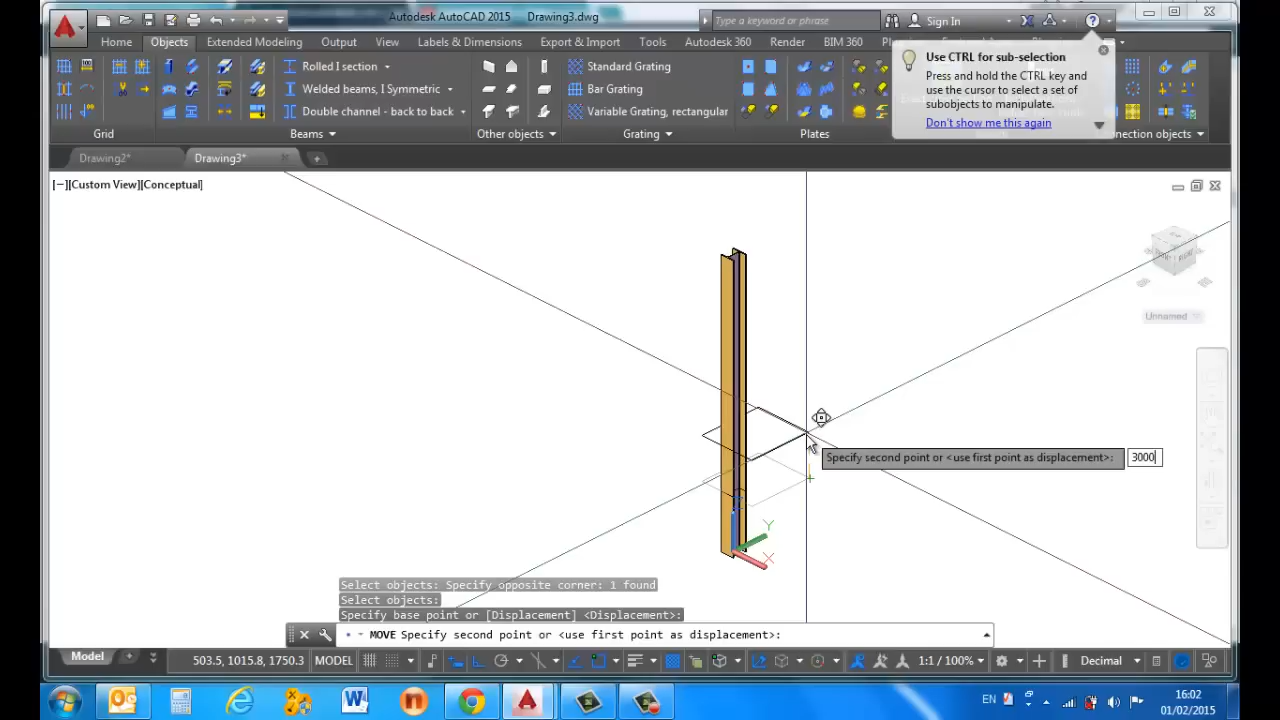 Autodesk AutoCAD 2015 Drawing3.dwg
Type a keyword or phrase
Sign In
Home Objects Extended Modeling Output View Labels & Dimensions Export & Import Tools Autodesk 360 Render BIM 360
Use CTRL for sub-selection
Press and hold the CTRL key and
use the cursor to select a set of
subobjects to manipulate.
Don't show me this again
Rolled I section
Welded beams, I Symmetric
Double channel - back to back
Standard Grating
Bar Grating
Variable Grating, rectangular
Grid Beams Other objects Grating Plates
Drawing2* Drawing3*
[−][Custom View][Conceptual]
Unnamed
Specify second point or <use first point as displacement>: 3000
Y
X
Select objects: Specify opposite corner: 1 found
Select objects:
Specify base point or [Displacement] <Displacement>:
MOVE Specify second point or <use first point as displacement>:
Model 503.5, 1015.8, 1750.3 MODEL 1:1 / 100% Decimal
EN 16:02
01/02/2015